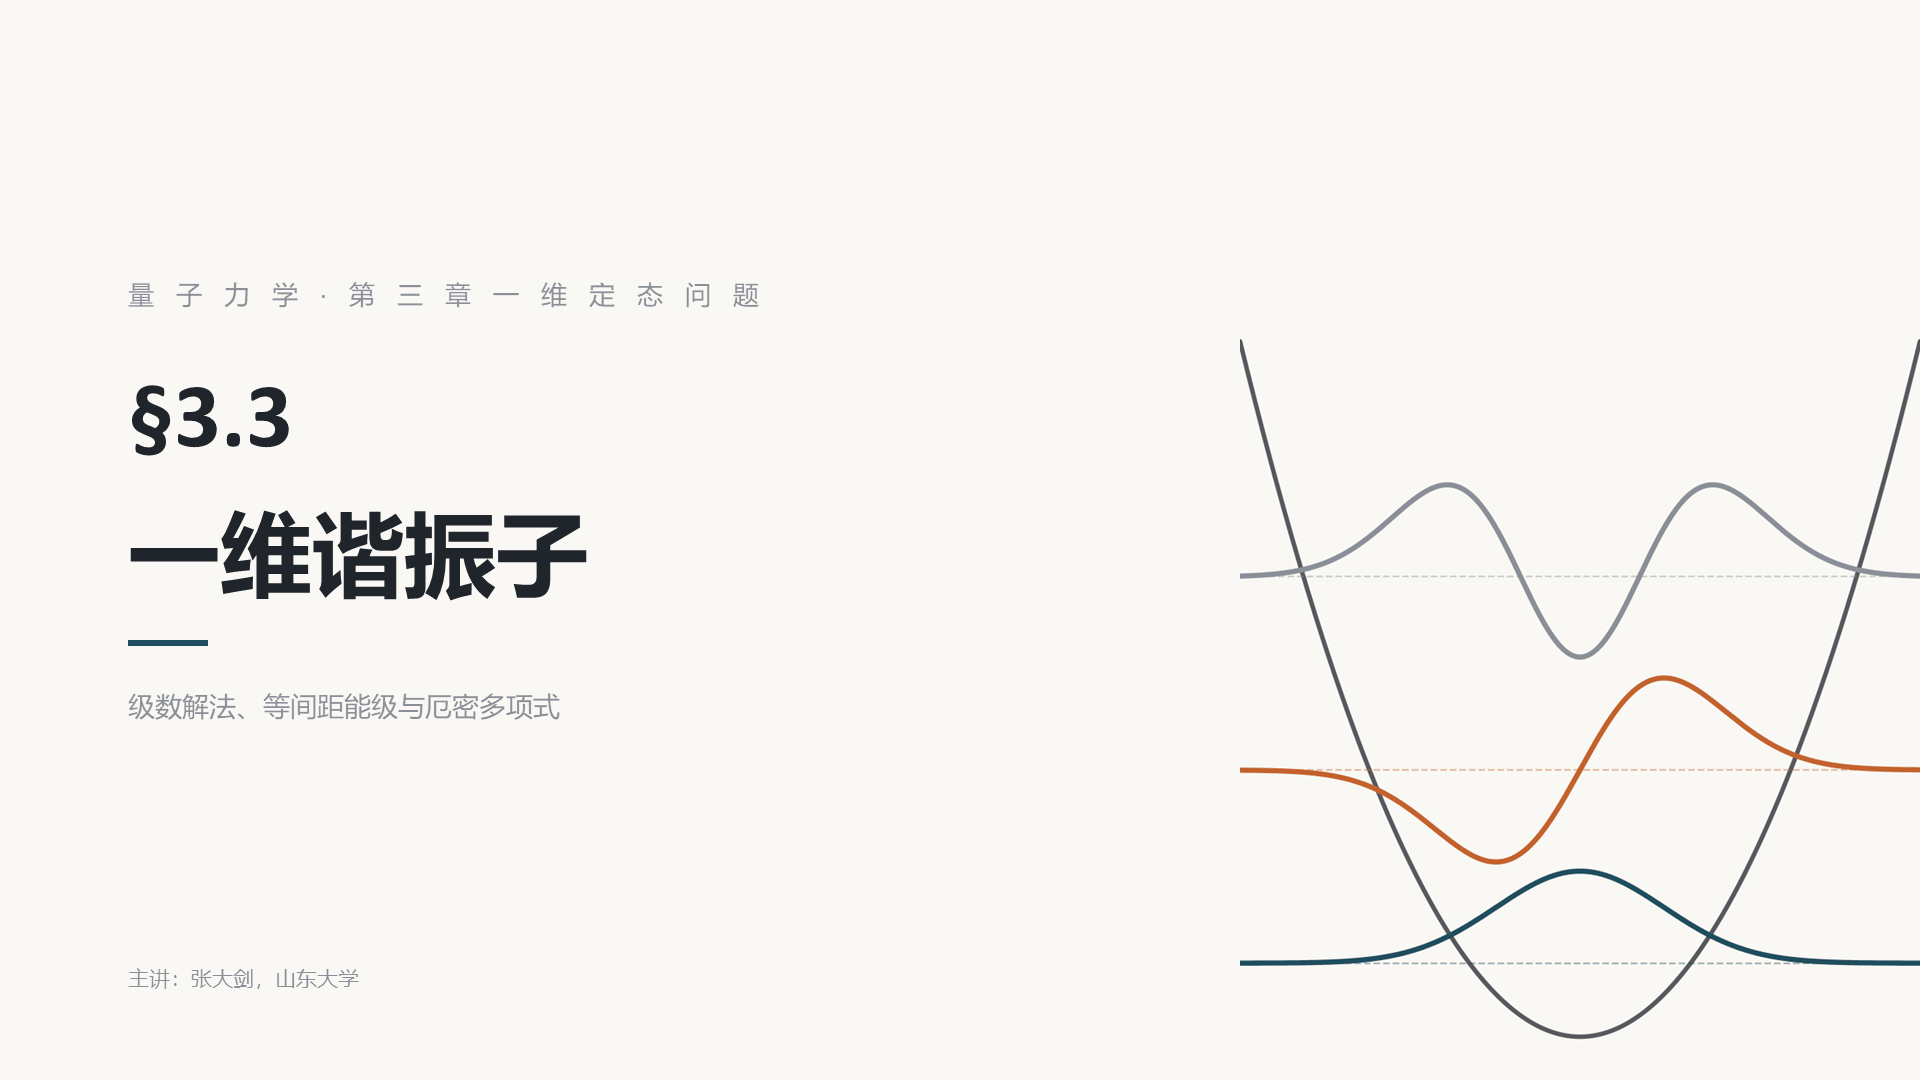 量子力学·第三章一维定态问题
§3.3
一维谐振子
级数解法、等间距能级与厄密多项式
主讲：张大剑，山东大学